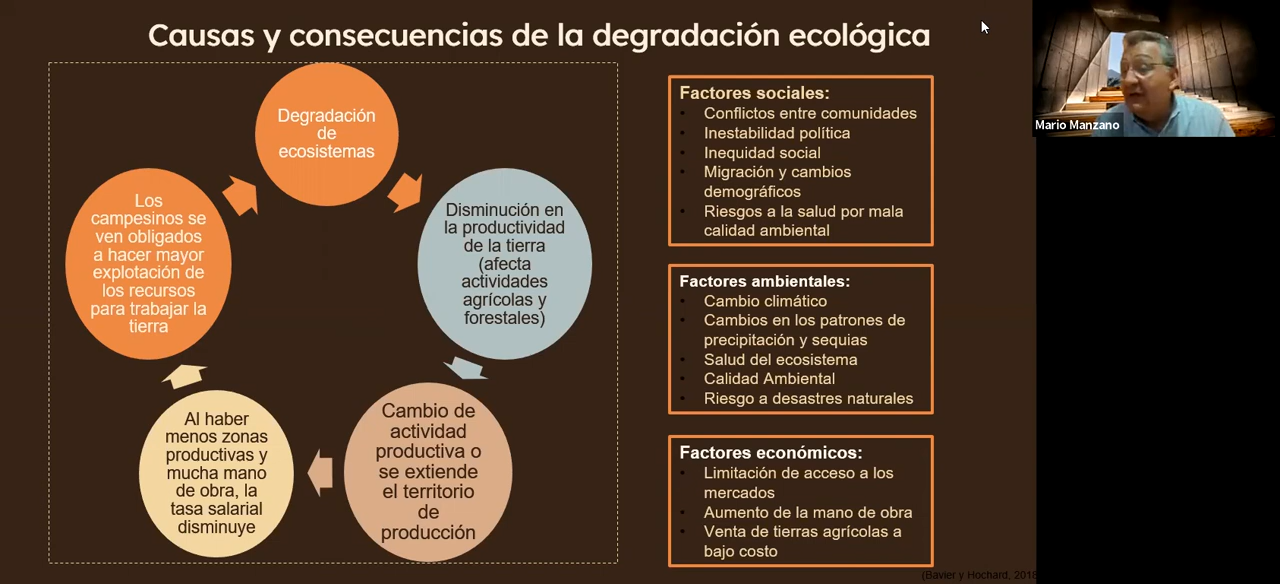 Causas y consecuencias de la degradación ecológica
Degradación
de
ecosistemas
Disminución en
la productividad
de la tierra
(afecta
actividades
agrícolas y
forestales)
Cambio de
actividad
productiva o
se extiende
el territorio
de
producción
Al haber
menos zonas
productivas y
mucha mano
de obra, la
tasa salarial
disminuye
Los
campesinos se
ven obligados
a hacer mayor
explotación de
los recursos
para trabajar la
tierra
Factores sociales:
• Conflictos entre comunidades
• Inestabilidad política
• Inequidad social
• Migración y cambios
demográficos
• Riesgos a la salud por mala
calidad ambiental
Factores ambientales:
• Cambio climático
• Cambios en los patrones de
precipitación y sequias
• Salud del ecosistema
• Calidad Ambiental
• Riesgo a desastres naturales
Factores económicos:
• Limitación de acceso a los
mercados
• Aumento de la mano de obra
• Venta de tierras agrícolas a
bajo costo
(Bavier y Hochard, 2018
Mario Manzano